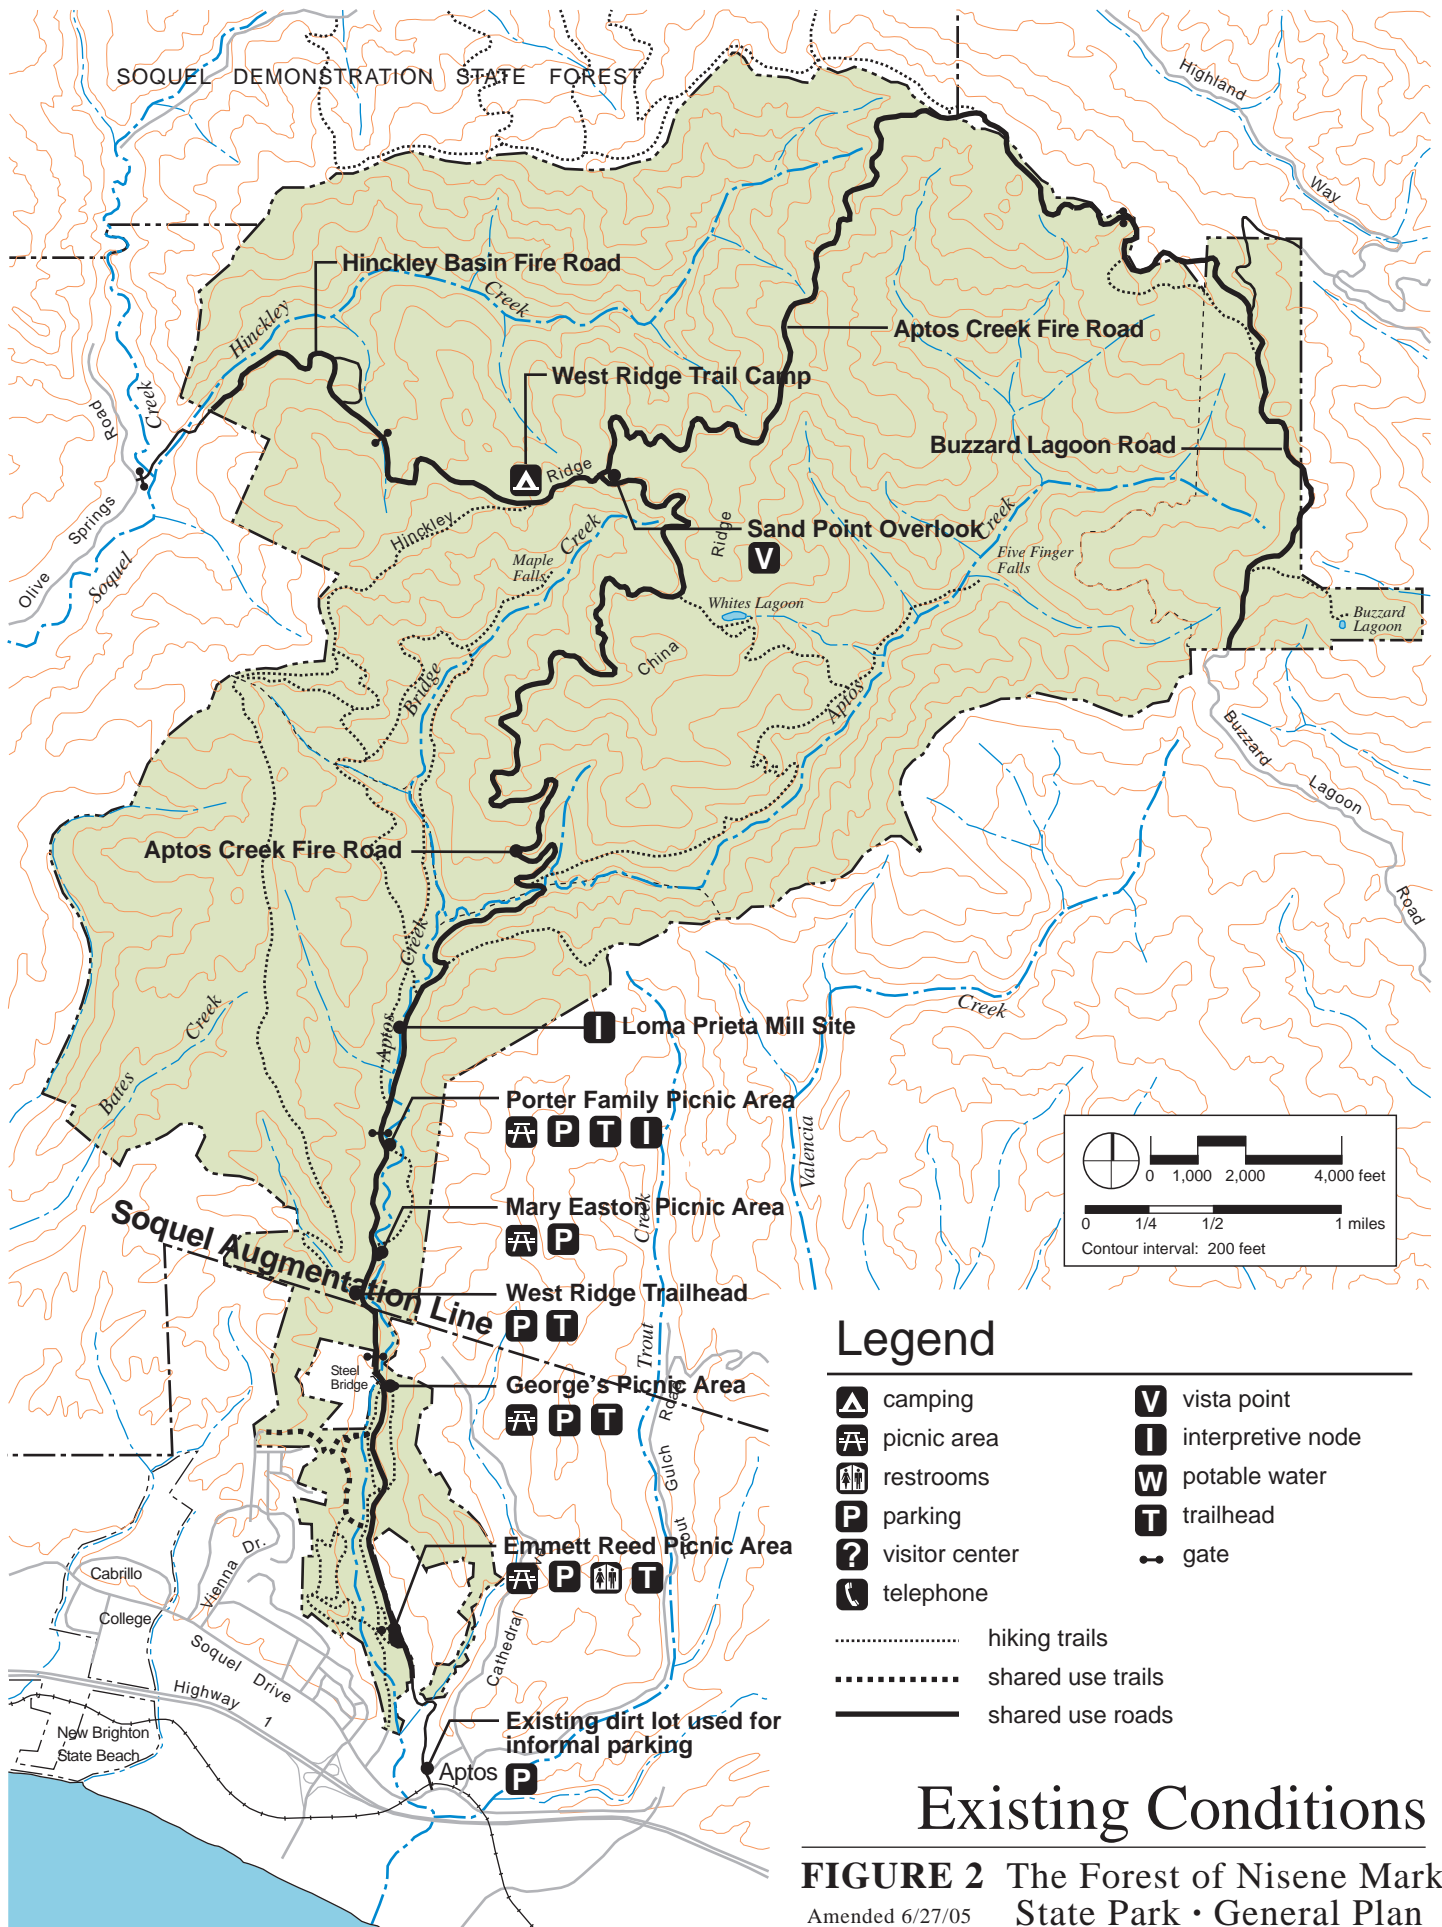 SOQUEL DEMONSTRATION STATE FOREST
Highland
Way
Hinckley Basin Fire Road
Hinckley
Creek
Aptos Creek Fire Road
West Ridge Trail Camp
Road
Creek
Buzzard Lagoon Road
Ridge
Springs
Olive
Soquel
Hinckley
Creek
Ridge
Sand Point Overlook
V
Creek
Maple
Falls
Five Finger
Falls
Whites Lagoon
Buzzard
Lagoon
China
Bridge
Aptos
Buzzard
Lagoon
Road
Aptos Creek Fire Road
Creek
Creek
Bates
Aptos
I Loma Prieta Mill Site
Creek
Porter Family Picnic Area
P T I
Valencia
0 1,000 2,000 4,000 feet
0 1/4 1/2 1 miles
Contour interval: 200 feet
Mary Easton Picnic Area
P
Creek
Soquel Augmentation Line
West Ridge Trailhead
P T
Trout
Steel
Bridge
George's Picnic Area
P T
Road
Gulch
Trout
Emmett Reed Picnic Area
P T
Vienna Dr.
Cabrillo
College
Soquel Drive
Highway
1
Cathedral
New Brighton
State Beach
Existing dirt lot used for
informal parking
Aptos P
Legend
camping
picnic area
restrooms
P parking
? visitor center
telephone
V vista point
I interpretive node
W potable water
T trailhead
gate
hiking trails
shared use trails
shared use roads
Existing Conditions
FIGURE 2 The Forest of Nisene Mark
Amended 6/27/05 State Park • General Plan